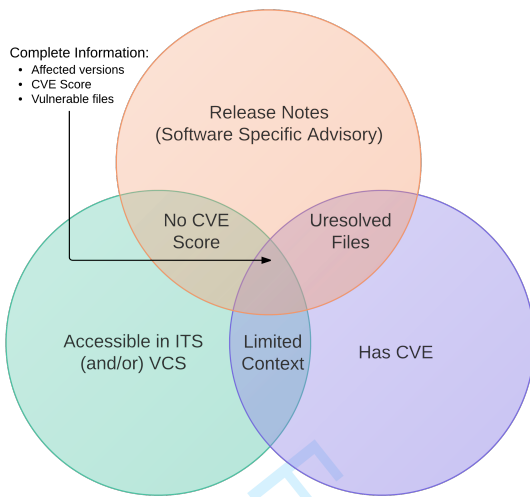 Complete Information:
• Affected versions
• CVE Score
• Vulnerable files
Release Notes
(Software Specific Advisory)
No CVE
Score
Uresolved
Files
Accessible in ITS
(and/or) VCS
Limited
Context
Has CVE